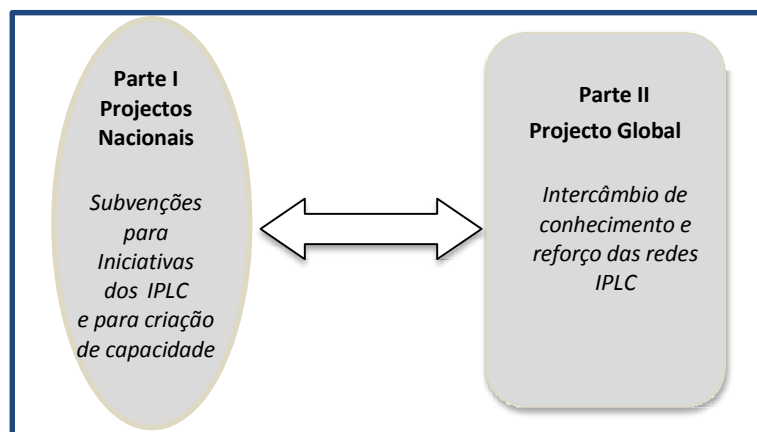 Parte I
Projectos
Nacionais
Subvenções
para
Iniciativas
dos IPLC
e para criação
de capacidade
Parte II
Projecto Global
Intercâmbio de
conhecimento e
reforço das redes
IPLC